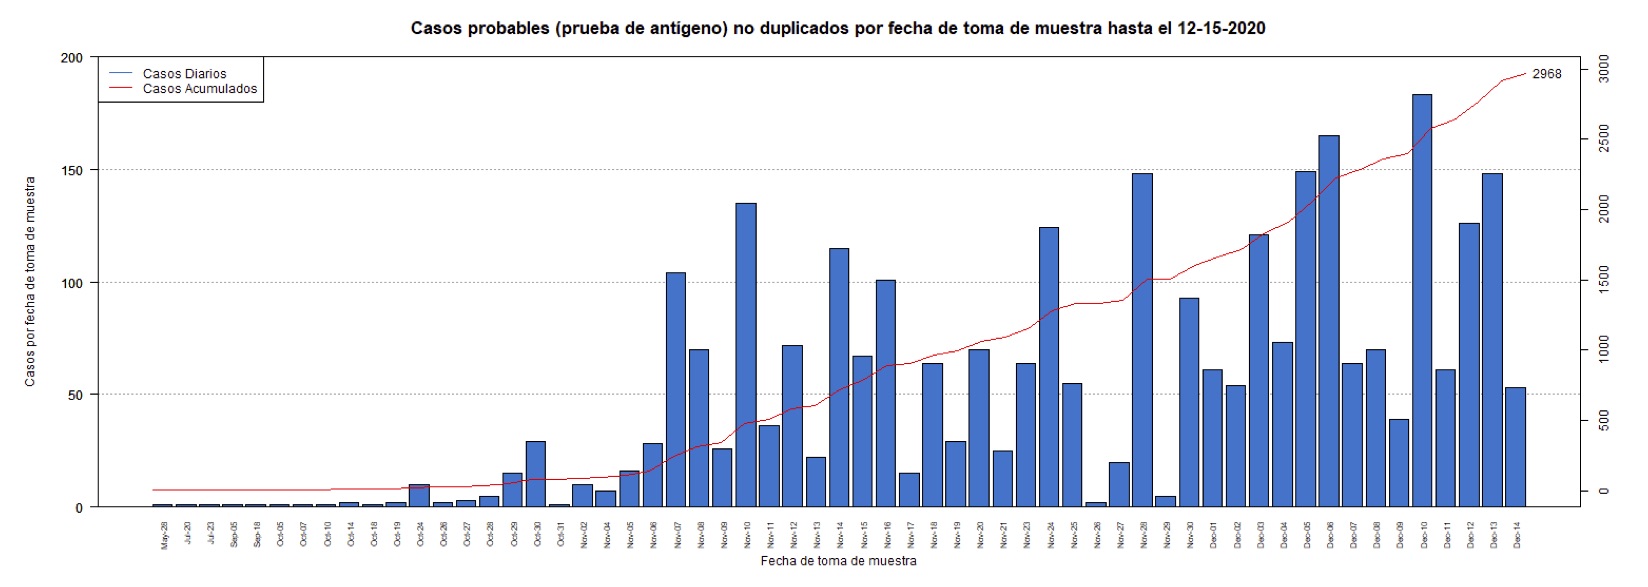 Casos probables (prueba de antígeno) no duplicados por fecha de toma de muestra hasta el 12-15-2020
Casos Diarios
Casos Acumulados
2968
Casos por fecha de toma de muestra
200
150
100
50
0
3000
2500
2000
1500
1000
500
0
May-28
Jul-20
Jul-23
Sep-05
Sep-18
Oct-05
Oct-07
Oct-10
Oct-14
Oct-18
Oct-19
Oct-24
Oct-26
Oct-27
Oct-28
Oct-29
Oct-30
Oct-31
Nov-02
Nov-04
Nov-05
Nov-06
Nov-07
Nov-08
Nov-09
Nov-10
Nov-11
Nov-12
Nov-13
Nov-14
Nov-15
Nov-16
Nov-17
Nov-18
Nov-19
Nov-20
Nov-21
Nov-23
Nov-24
Nov-25
Nov-26
Nov-27
Nov-28
Nov-29
Nov-30
Dec-01
Dec-02
Dec-03
Dec-04
Dec-05
Dec-06
Dec-07
Dec-08
Dec-09
Dec-10
Dec-11
Dec-12
Dec-13
Dec-14
Fecha de toma de muestra